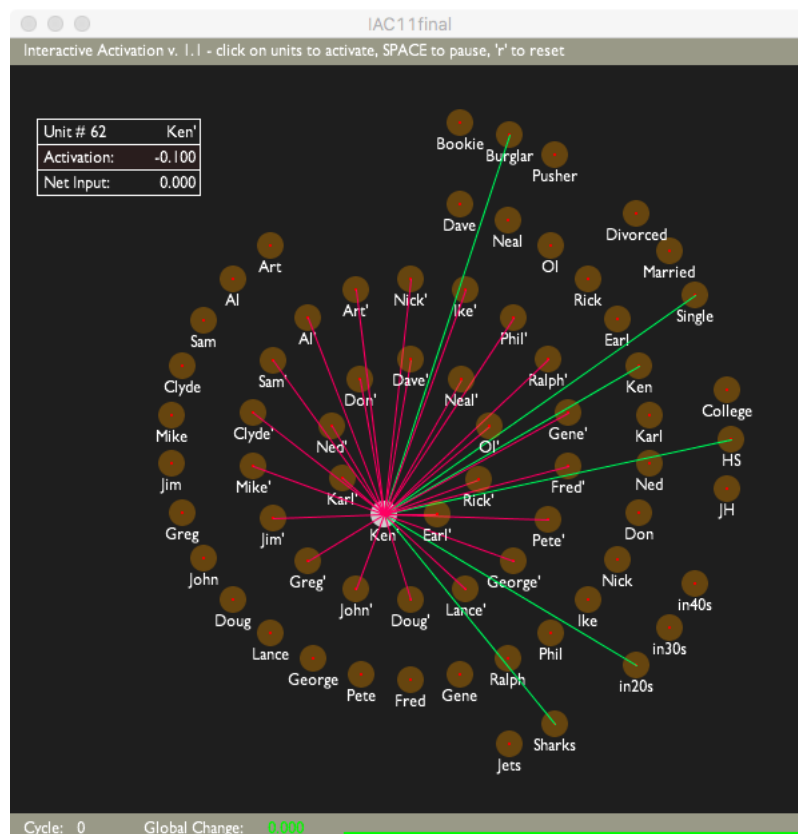 IAC11final
Interactive Activation v. 1.1 - click on units to activate, SPACE to pause, 'r' to reset
Unit # 62 Ken'
Activation: -0.100
Net Input: 0.000
Bookie
Burglar
Pusher
Dave
Neal
Ol
Divorced
Married
Art
Al
Rick
Single
Art'
Nick'
Ike'
Sam
Al'
Phil'
Earl
Clyde
Sam'
Don'
Dave'
Neal'
Ralph'
Ken
College
Mike
Clyde'
Ned'
Ol'
Gene'
Karl
HS
Jim
Mike'
Karl'
Rick'
Fred'
Ned
JH
Greg
Jim'
Ken'
Earl'
Pete'
Don
John
Greg'
George'
Nick
in40s
Doug
John'
Doug'
Lance'
Ike
in30s
Lance
Phil
in20s
George
Pete
Fred
Gene
Ralph
Sharks
Jets
Cycle: 0 Global Change: 0.000